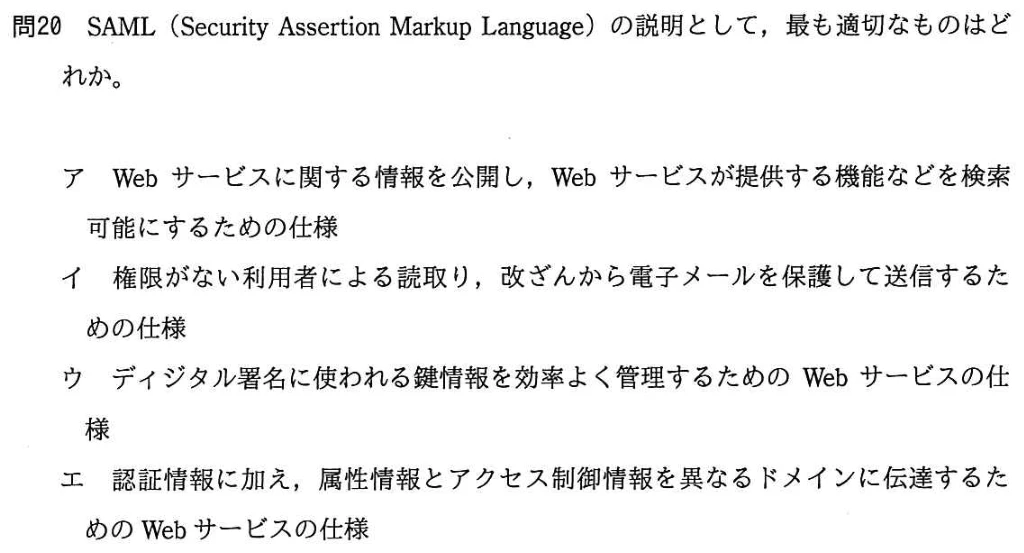 問20 SAML（Security Assertion Markup Language）の説明として，最も適切なものはど
れか。
ア Web サービスに関する情報を公開し，Web サービスが提供する機能などを検索
可能にするための仕様
イ 権限がない利用者による読取り，改ざんから電子メールを保護して送信するた
めの仕様
ウ ディジタル署名に使われる鍵情報を効率よく管理するための Web サービスの仕
様
エ 認証情報に加え，属性情報とアクセス制御情報を異なるドメインに伝達するた
めの Web サービスの仕様